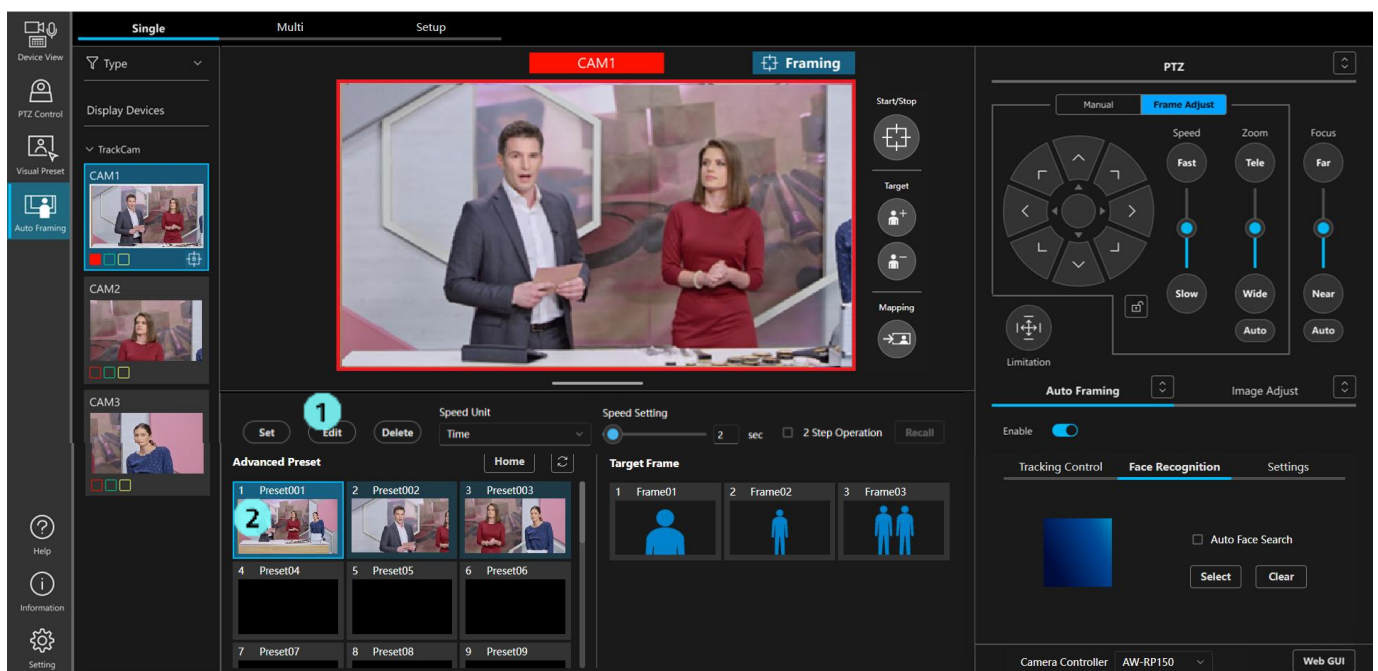 Single
Multi
Setup
Device View
PTZ Control
Visual Preset
Auto Framing
Help
Information
Setting
Type
Display Devices
TrackCam
CAM1
CAM2
CAM3
CAM1
Framing
Start/Stop
Target
Mapping
1
Set
Edit
Delete
Speed Unit
Time
Speed Setting
2 sec
2 Step Operation
Recall
Advanced Preset
Home
1 Preset001
2 Preset002
3 Preset003
2
4 Preset04
5 Preset05
6 Preset06
7 Preset07
8 Preset08
9 Preset09
Target Frame
1 Frame01
2 Frame02
3 Frame03
PTZ
Manual
Frame Adjust
Speed
Zoom
Focus
Fast
Tele
Far
Slow
Wide
Near
Auto
Auto
Limitation
Auto Framing
Image Adjust
Enable
Tracking Control
Face Recognition
Settings
Auto Face Search
Select
Clear
Camera Controller
AW-RP150
Web GUI